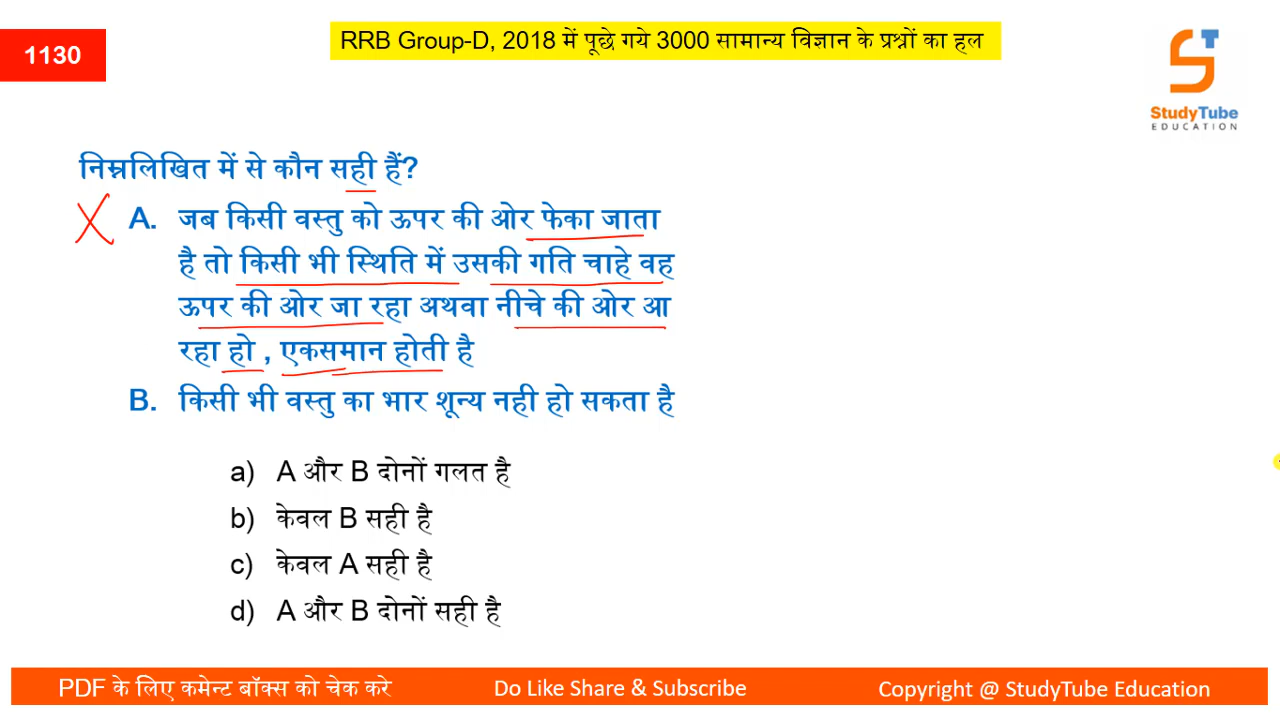 1130
RRB Group-D, 2018 में पूछे गये 3000 सामान्य विज्ञान के प्रश्नों का हल
StudyTube
EDUCATION
निम्नलिखित में से कौन सही हैं?
A. जब किसी वस्तु को ऊपर की ओर फेका जाता
है तो किसी भी स्थिति में उसकी गति चाहे वह
ऊपर की ओर जा रहा अथवा नीचे की ओर आ
रहा हो , एकसमान होती है
B. किसी भी वस्तु का भार शून्य नही हो सकता है
a) A और B दोनों गलत है
b) केवल B सही है
c) केवल A सही है
d) A और B दोनों सही है
PDF के लिए कमेन्ट बॉक्स को चेक करे
Do Like Share & Subscribe
Copyright @ StudyTube Education